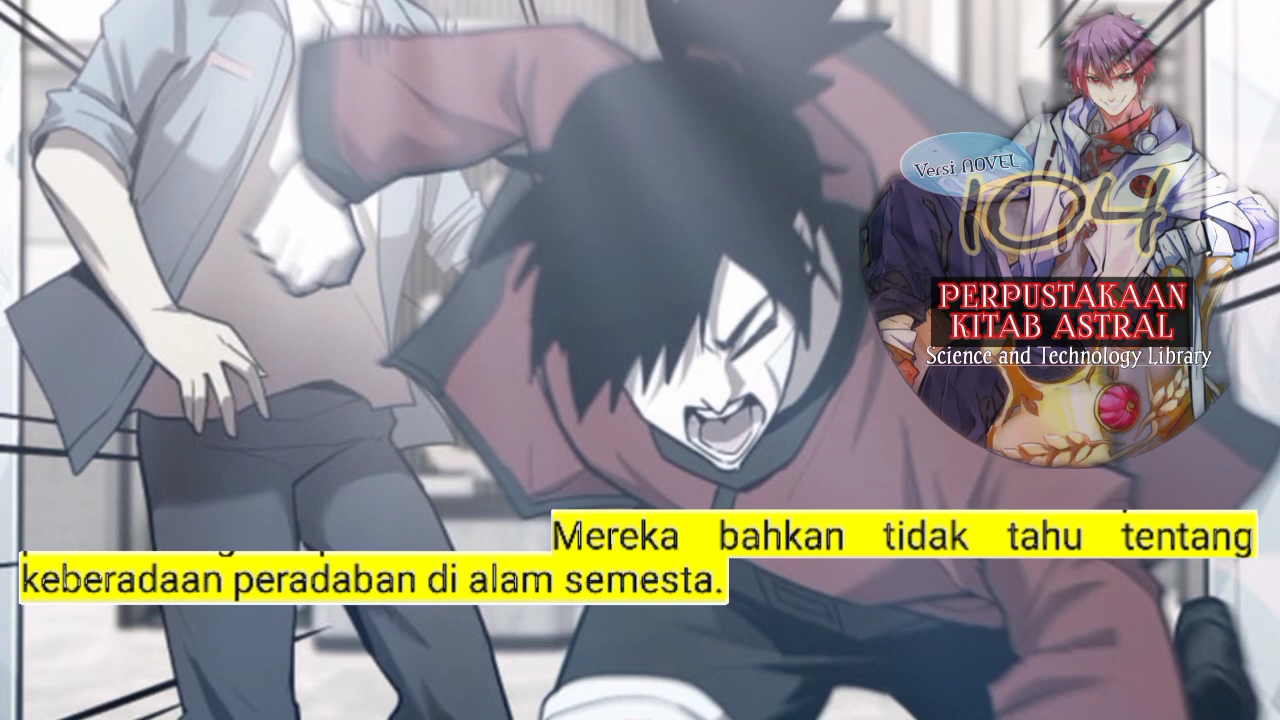 Versi NOVEL
104
PERPUSTAKAAN
KITAB ASTRAL
Science and Technology Library
Mereka bahkan tidak tahu tentang
keberadaan peradaban di alam semesta.